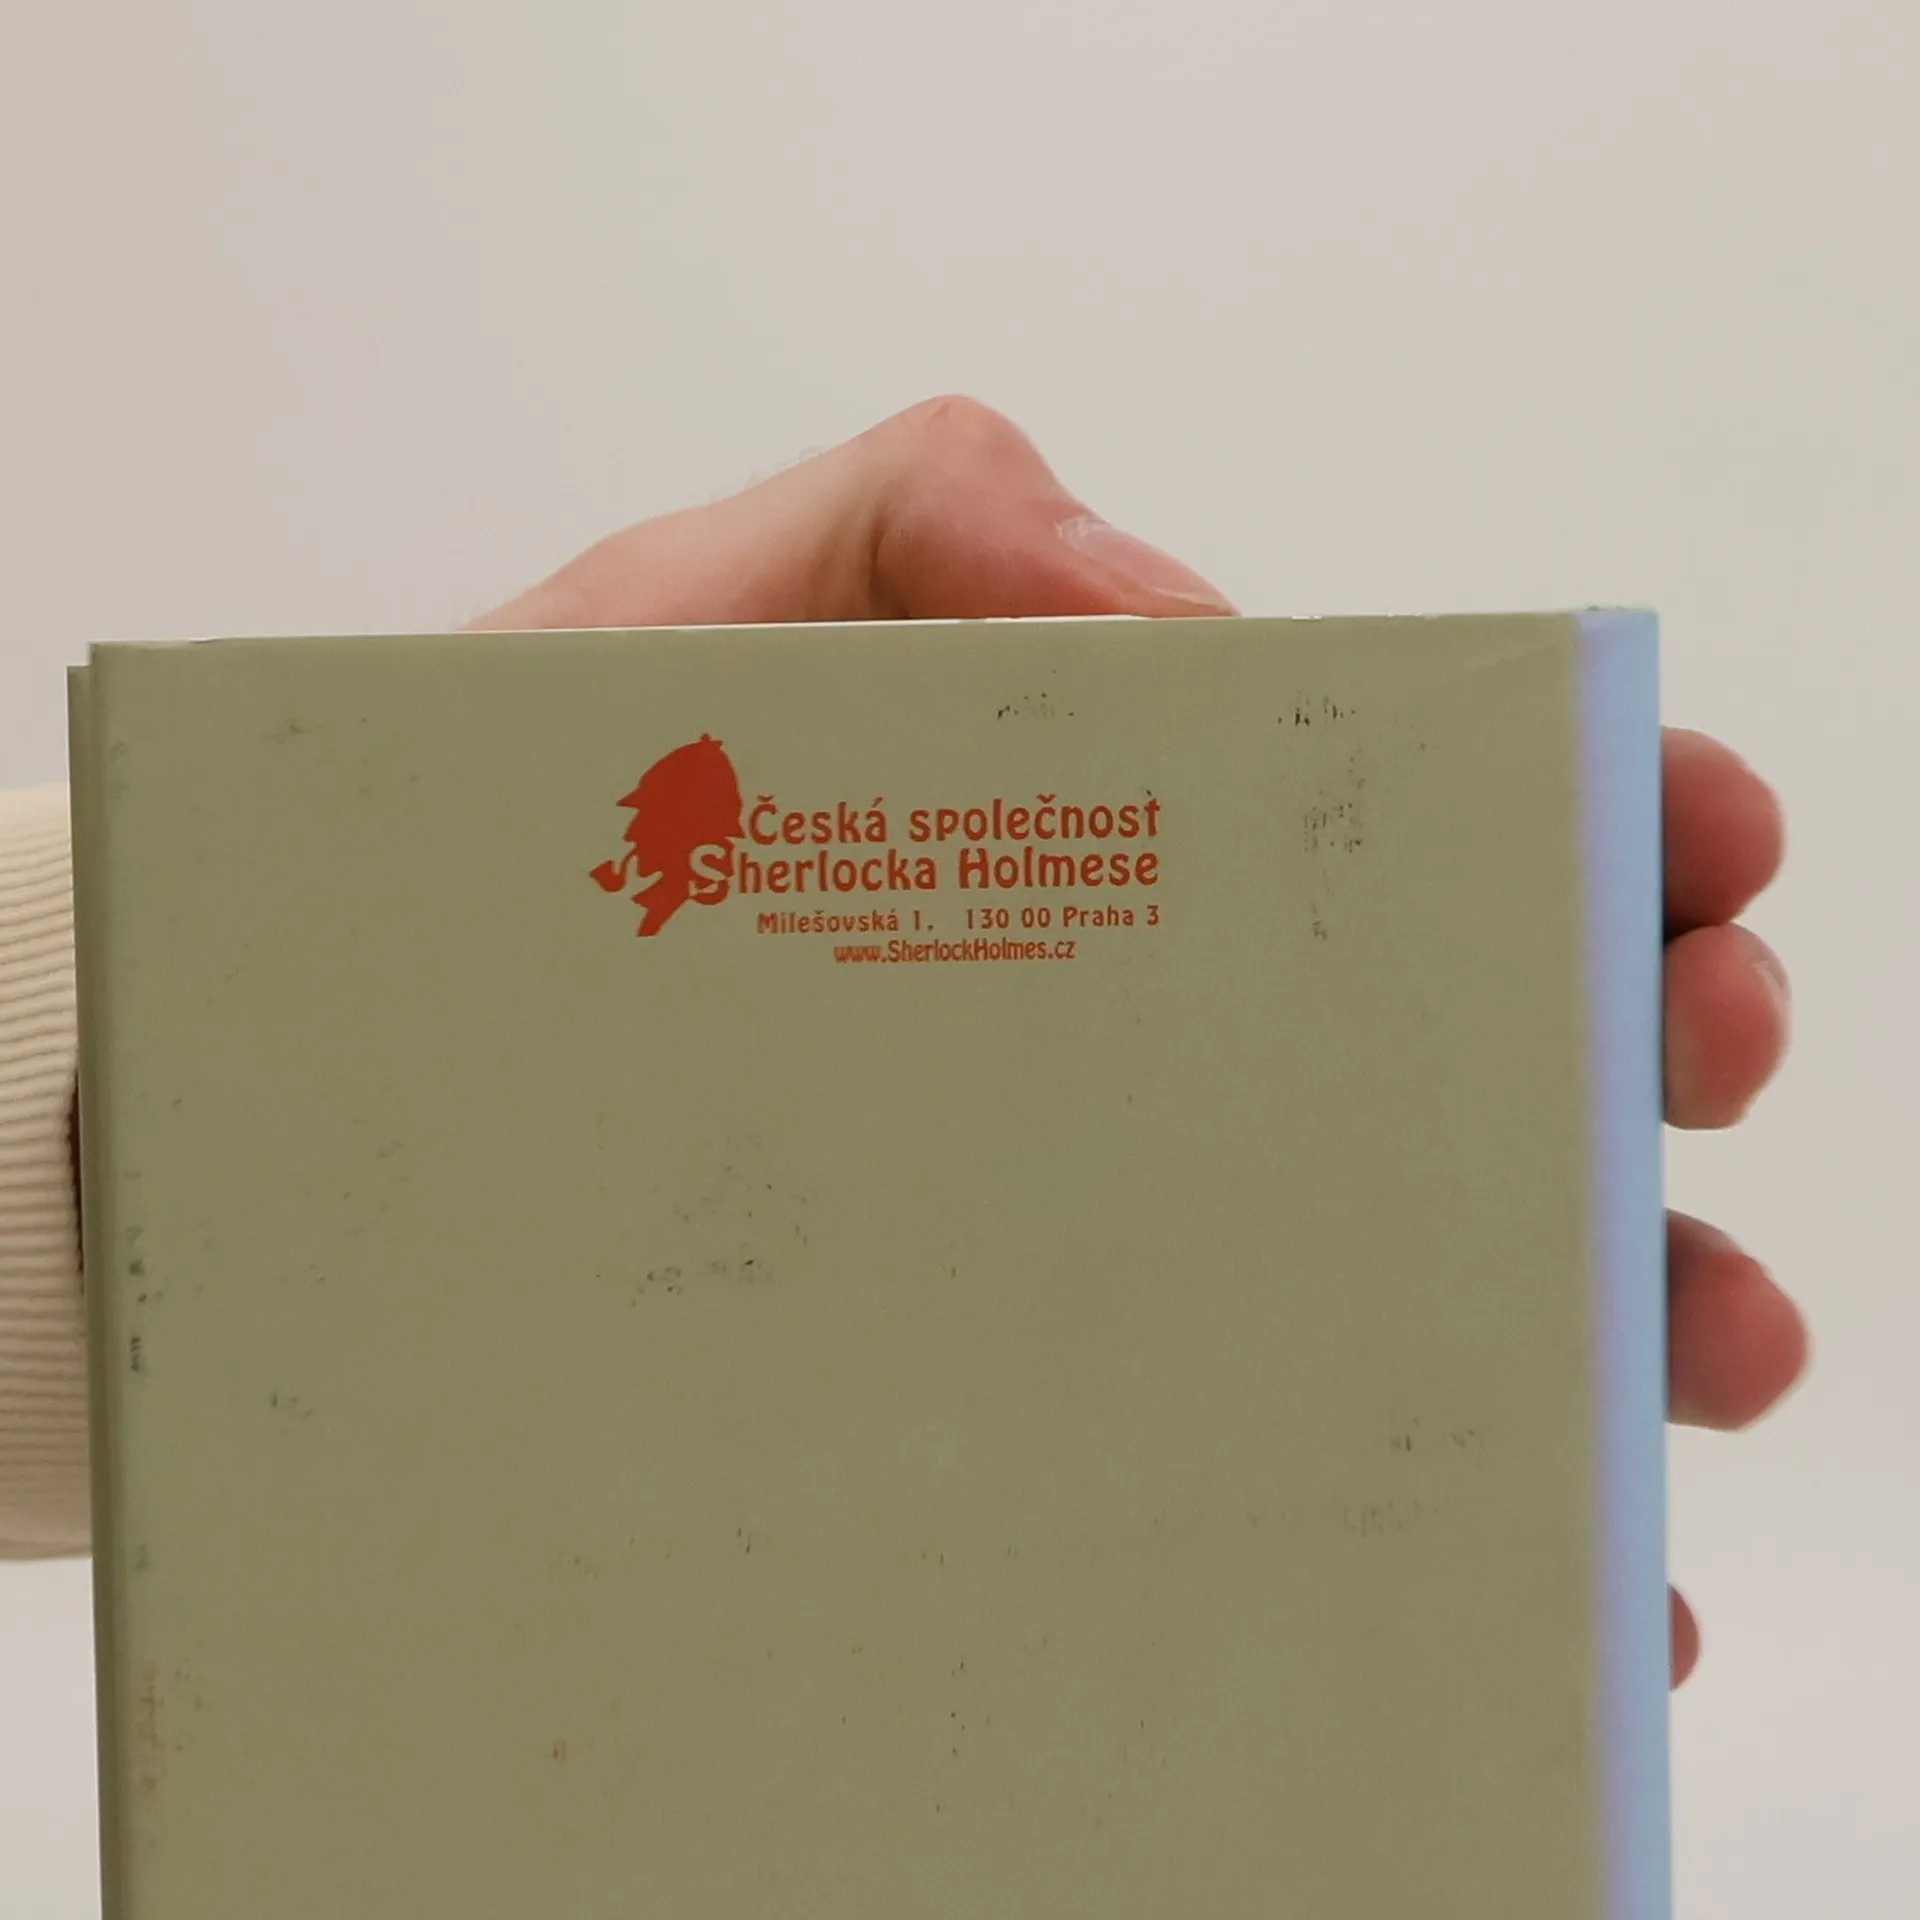 Česká společnost
Sherlocka Holmese
Milešovská 1, 130 00 Praha 3
www.SherlockHolmes.cz